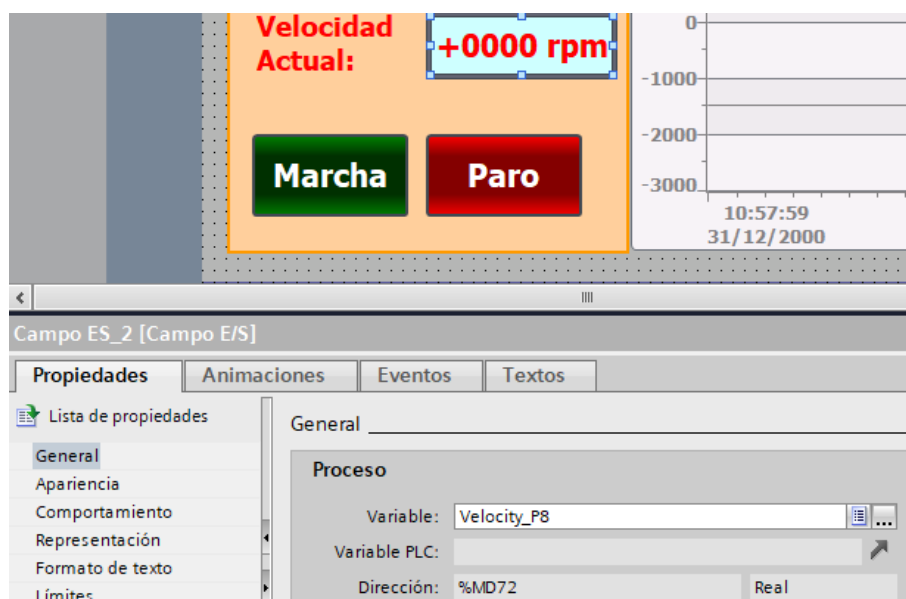 Velocidad
Actual:
+0000 rpm
Marcha
Paro
0
-1000
-2000
-3000
10:57:59
31/12/2000
Campo ES_2 [Campo E/S]
Propiedades
Animaciones
Eventos
Textos
Lista de propiedades
General
Apariencia
Comportamiento
Representación
Formato de texto
Límites
General
Proceso
Variable: Velocity_P8
...
Variable PLC:
Dirección: %MD72 Real